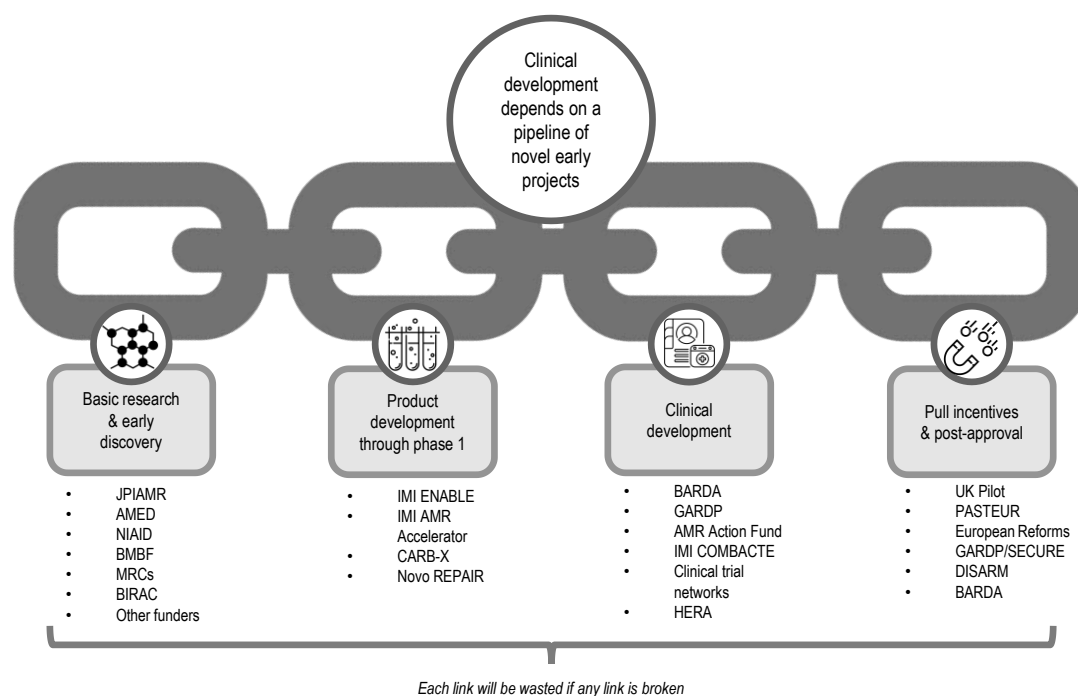 Clinical
development
depends on a
pipeline of
novel early
projects
Basic research
& early
discovery
• JPIAMR
• AMED
• NIAID
• BMBF
• MRCs
• BIRAC
• Other funders
Product
development
through phase 1
• IMI ENABLE
• IMI AMR
Accelerator
• CARB-X
• Novo REPAIR
Clinical
development
• BARDA
• GARDP
• AMR Action Fund
• IMI COMBACTE
• Clinical trial
networks
• HERA
Pull incentives
& post-approval
• UK Pilot
• PASTEUR
• European Reforms
• GARDP/SECURE
• DISARM
• BARDA
Each link will be wasted if any link is broken